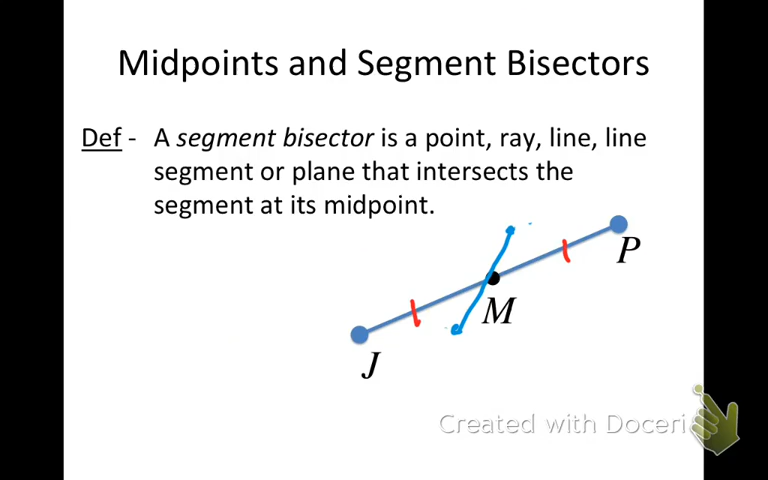 Midpoints and Segment Bisectors
Def - A segment bisector is a point, ray, line, line
segment or plane that intersects the
segment at its midpoint.
P
M
J
Created with Doceri